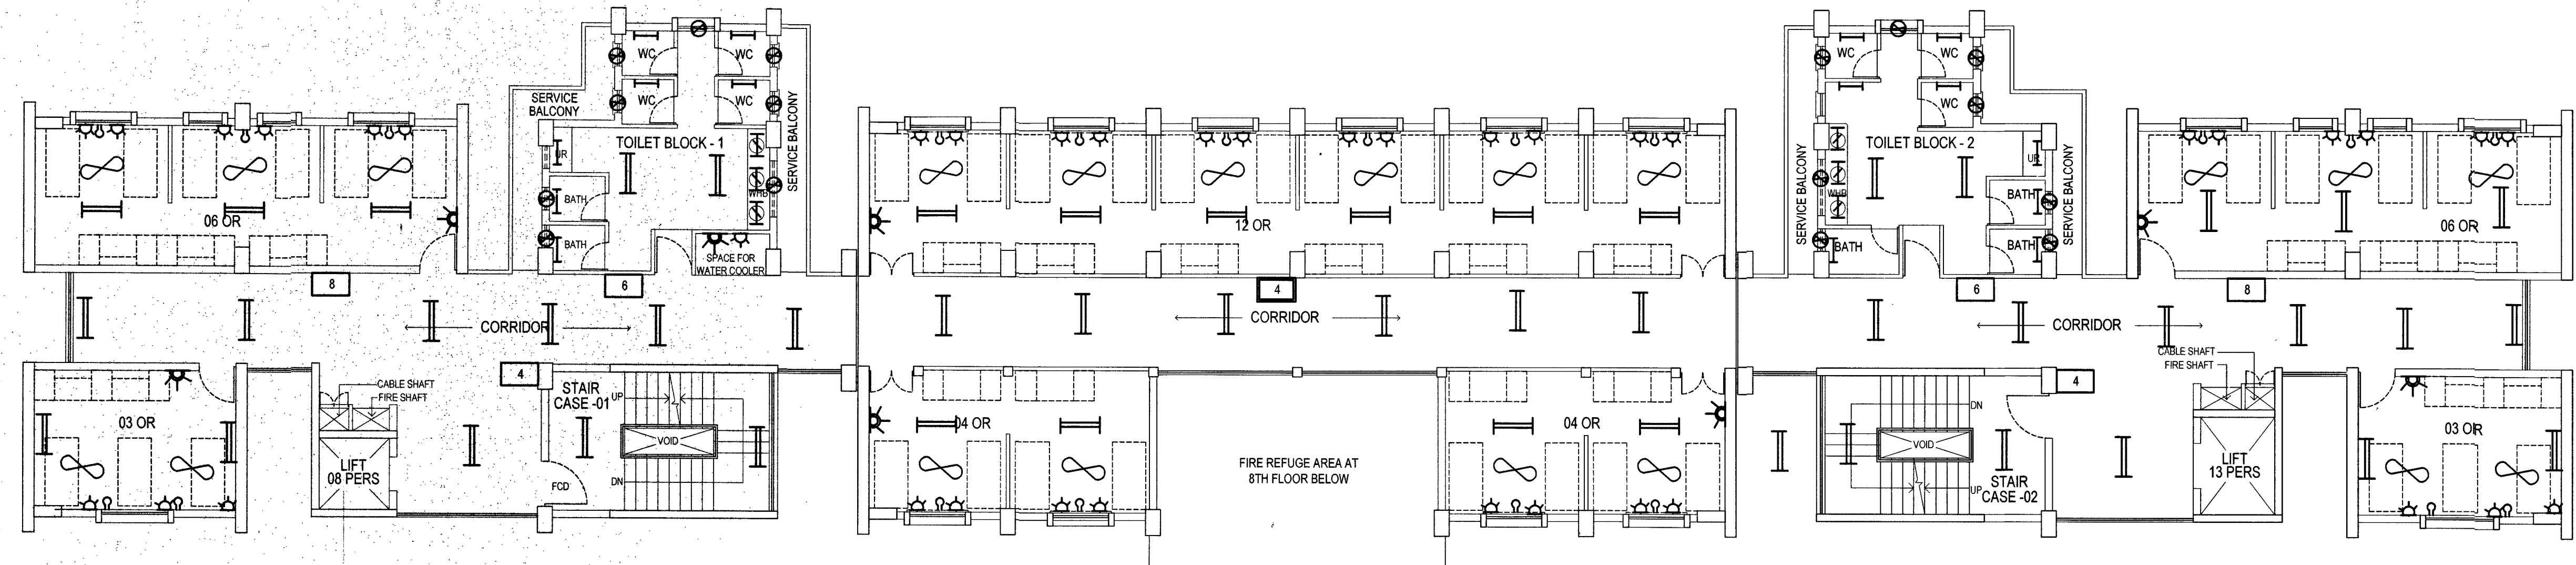 WC
WC
WC
WC
SERVICE
BALCONY
SERVICE BALCONY
TOILET BLOCK - 1
UR
BATH
BATH
WHB
SPACE FOR
WATER COOLER
06 OR
8
6
CORRIDOR
4
03 OR
CABLE SHAFT
FIRE SHAFT
LIFT
08 PERS
STAIR
CASE -01
UP
VOID
DN
FCD
12 OR
4
CORRIDOR
04 OR
FIRE REFUGE AREA AT
8TH FLOOR BELOW
04 OR
WC
WC
WC
SERVICE BALCONY
TOILET BLOCK - 2
UR
WHB
BATH
BATH
BATH
SERVICE BALCONY
06 OR
6
8
CORRIDOR
4
CABLE SHAFT
FIRE SHAFT
DN
VOID
UP
STAIR
CASE -02
LIFT
13 PERS
03 OR